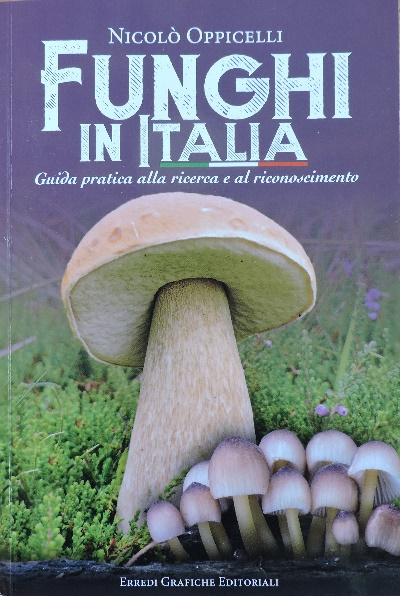 Nicolò Oppicelli
Funghi
in Italia
Guida pratica alla ricerca e al riconoscimento
Erredi Grafiche Editoriali